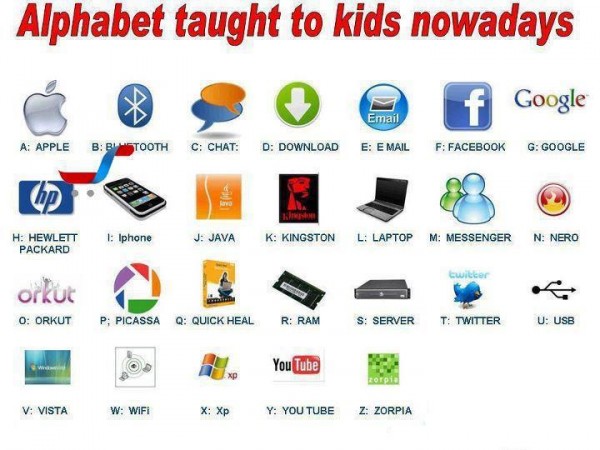 Alphabet taught to kids nowadays
Email
f
Google
A: APPLE B: BLUETOOTH C: CHAT: D: DOWNLOAD E: E MAIL F: FACEBOOK G: GOOGLE
hp
Kingston
H: HEWLETT PACKARD
I: Iphone J: JAVA K: KINGSTON L: LAPTOP M: MESSENGER N: NERO
orkut
twitter
O: ORKUT P; PICASSA Q: QUICK HEAL R: RAM S: SERVER T: TWITTER U: USB
xp
You Tube
zorpia
V: VISTA W: WiFi X: Xp Y: YOU TUBE Z: ZORPIA